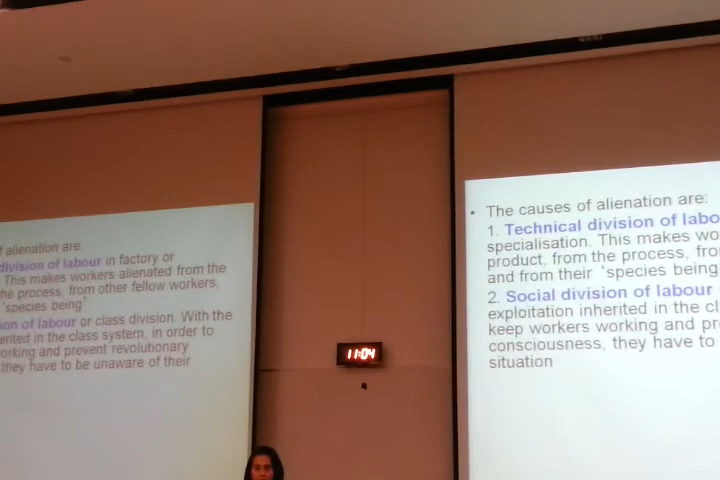 f alienation are
division of labour in factory or
This makes workers alienated from the
he process, from other fellow workers,
'species being'
ion of labour or class division. With the
erited in the class system, in order to
orking and prevent revolutionary
they have to be unaware of their
11:04
• The causes of alienation are:
1. Technical division of labo
specialisation. This makes wo
product, from the process, fro
and from their 'species being
2. Social division of labour
exploitation inherited in the cl
keep workers working and pr
consciousness, they have to
situation